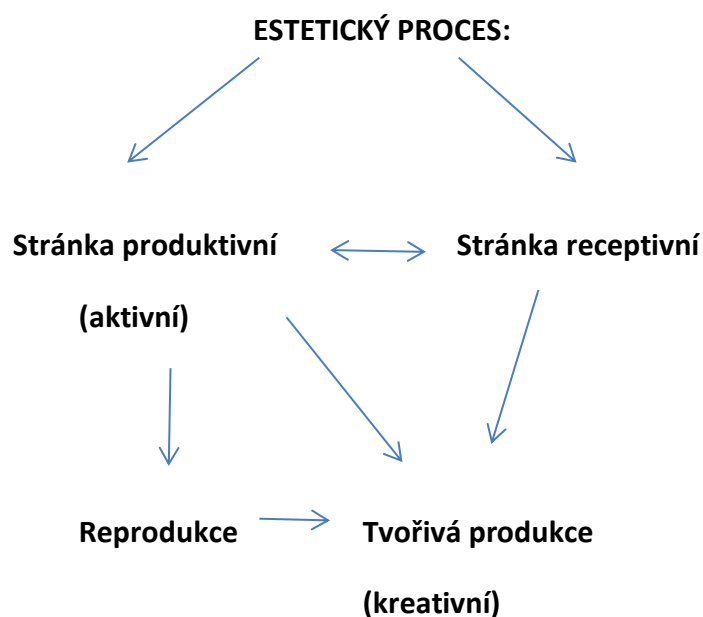 ESTETICKÝ PROCES:
Stránka produktivní
Stránka receptivní
(aktivní)
Reprodukce
Tvořivá produkce
(kreativní)